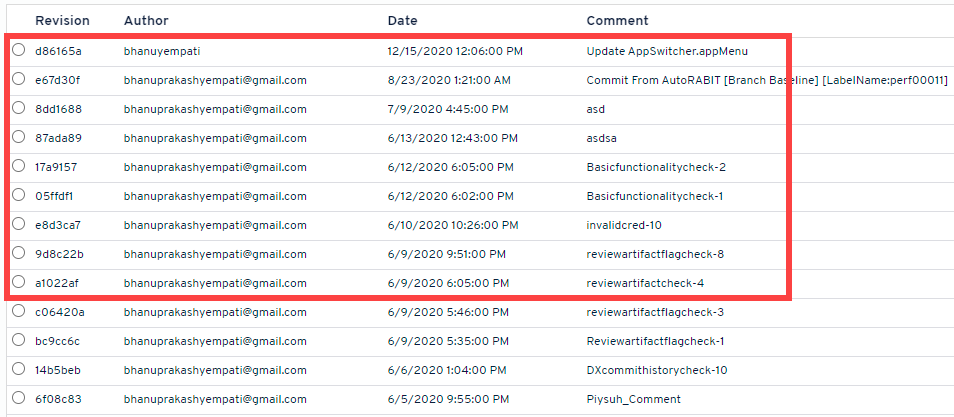 Revision Author Date Comment
d86165a bhanuyempati 12/15/2020 12:06:00 PM Update AppSwitcher.appMenu
e67d30f bhanuprakashyempati@gmail.com 8/23/2020 1:21:00 AM Commit From AutoRABIT [Branch Baseline] [LabelName:perf00011]
8dd1688 bhanuprakashyempati@gmail.com 7/9/2020 4:45:00 PM asd
87ada89 bhanuprakashyempati@gmail.com 6/13/2020 12:43:00 PM asdsa
17a9157 bhanuprakashyempati@gmail.com 6/12/2020 6:05:00 PM Basicfunctionalitycheck-2
05ffdf1 bhanuprakashyempati@gmail.com 6/12/2020 6:02:00 PM Basicfunctionalitycheck-1
e8d3ca7 bhanuprakashyempati@gmail.com 6/10/2020 10:26:00 PM invalidcred-10
9d8c22b bhanuprakashyempati@gmail.com 6/9/2020 9:51:00 PM reviewartifactflagcheck-8
a1022af bhanuprakashyempati@gmail.com 6/9/2020 6:05:00 PM reviewartifactcheck-4
c06420a bhanuprakashyempati@gmail.com 6/9/2020 5:46:00 PM reviewartifactflagcheck-3
bc9cc6c bhanuprakashyempati@gmail.com 6/9/2020 5:35:00 PM Reviewartifactflagcheck-1
14b5beb bhanuprakashyempati@gmail.com 6/6/2020 1:04:00 PM DXcommithistorycheck-10
6f08c83 bhanuprakashyempati@gmail.com 6/5/2020 9:55:00 PM Piysuh_Comment